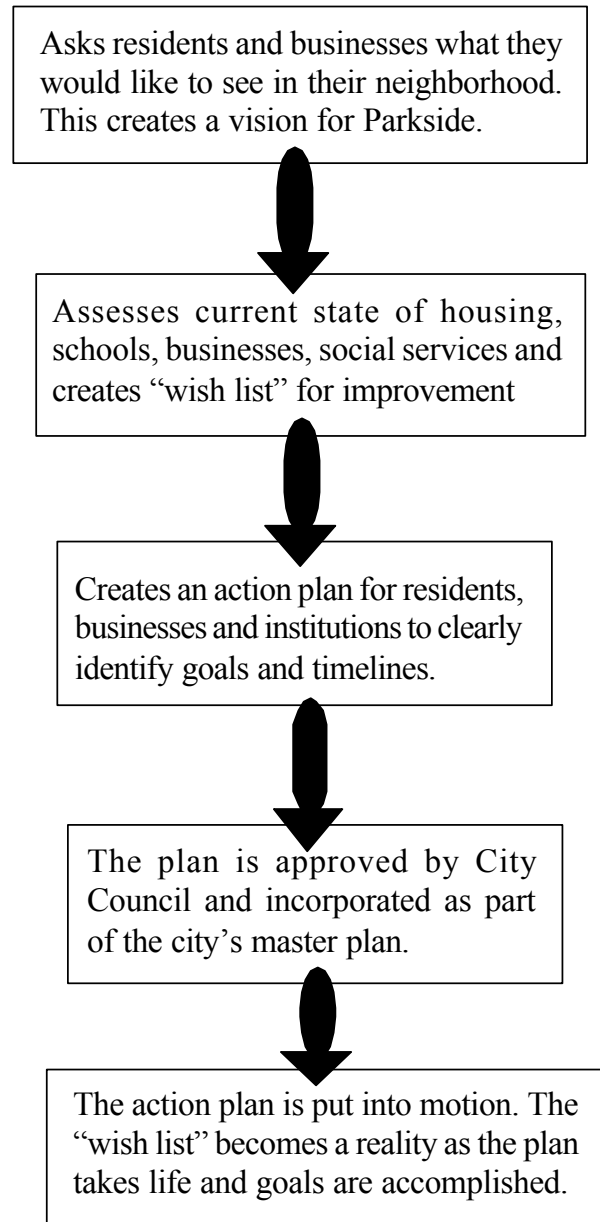 Asks residents and businesses what they
would like to see in their neighborhood.
This creates a vision for Parkside.
Assesses current state of housing,
schools, businesses, social services and
creates “wish list” for improvement
Creates an action plan for residents,
businesses and institutions to clearly
identify goals and timelines.
The plan is approved by City
Council and incorporated as part
of the city’s master plan.
The action plan is put into motion. The
“wish list” becomes a reality as the plan
takes life and goals are accomplished.